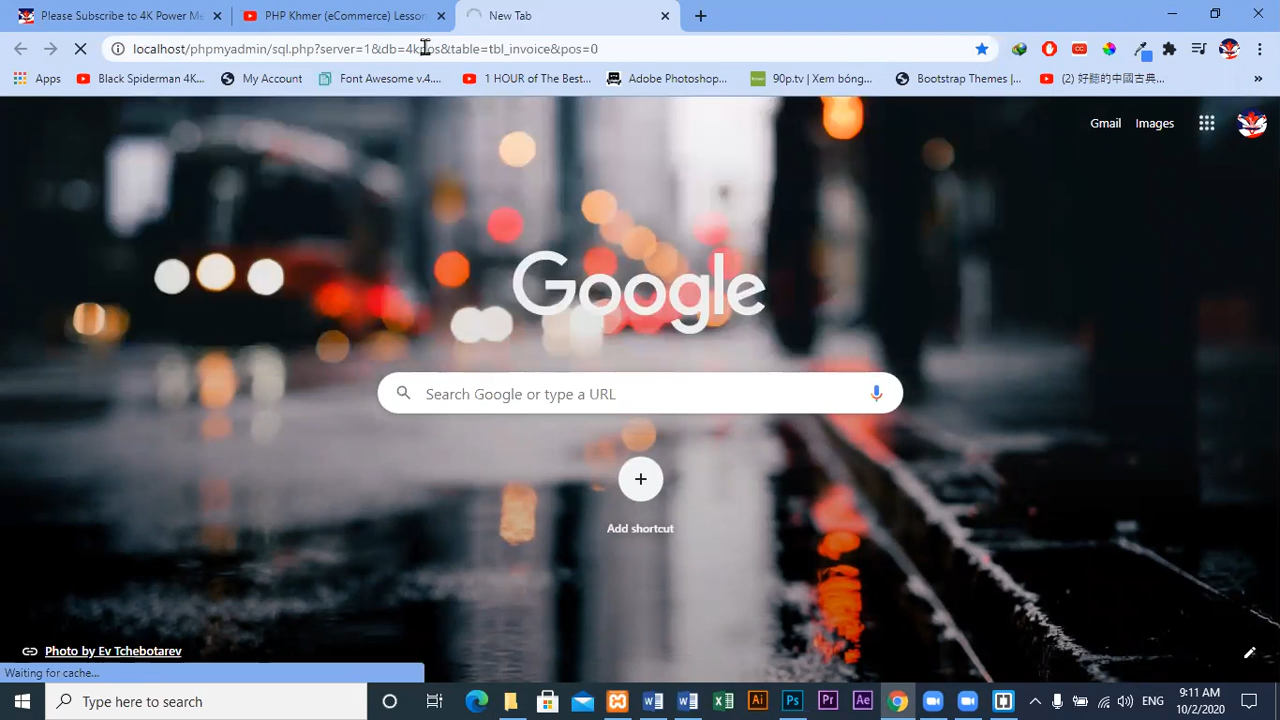 Please Subscribe to 4K Power Me
PHP Khmer (eCommerce) Lesson
New Tab
localhost/phpmyadmin/sql.php?server=1&db=4kpos&table=tbl_invoice&pos=0
Apps
Black Spiderman 4K...
My Account
Font Awesome v.4....
1 HOUR of The Best...
Adobe Photoshop...
90p.tv | Xem bóng...
Bootstrap Themes |...
(2) 好聽的中國古典...
»
Gmail
Images
Google
Search Google or type a URL
Add shortcut
Photo by Ev Tchebotarev
Waiting for cache...
Type here to search
ENG
9:11 AM
10/2/2020